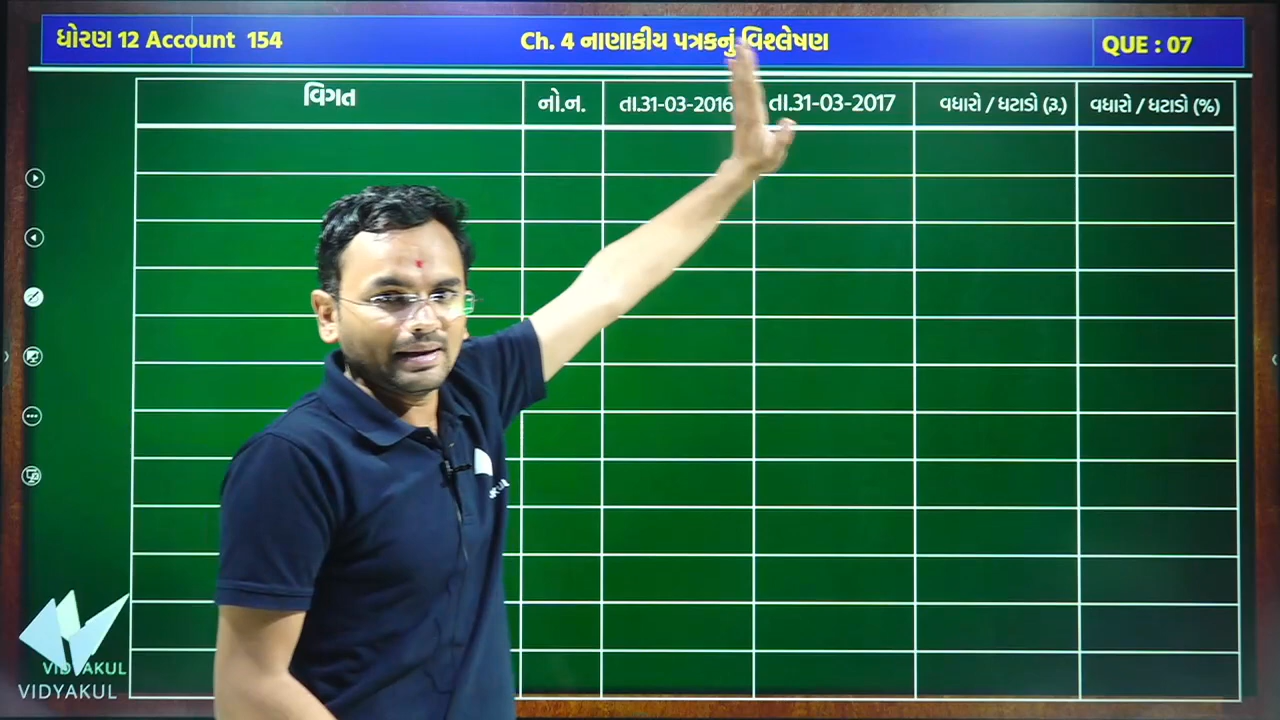 ધોરણ 12 Account 154
Ch. 4 નાણાકીય પત્રકનું વિશ્લેષણ
QUE : 07
વિગત
નો.ન.
તા.31-03-2016
તા.31-03-2017
વધારો / ઘટાડો (રૂ.)
વધારો / ઘટાડો (%)
VIDYAKUL
VIDYAKUL